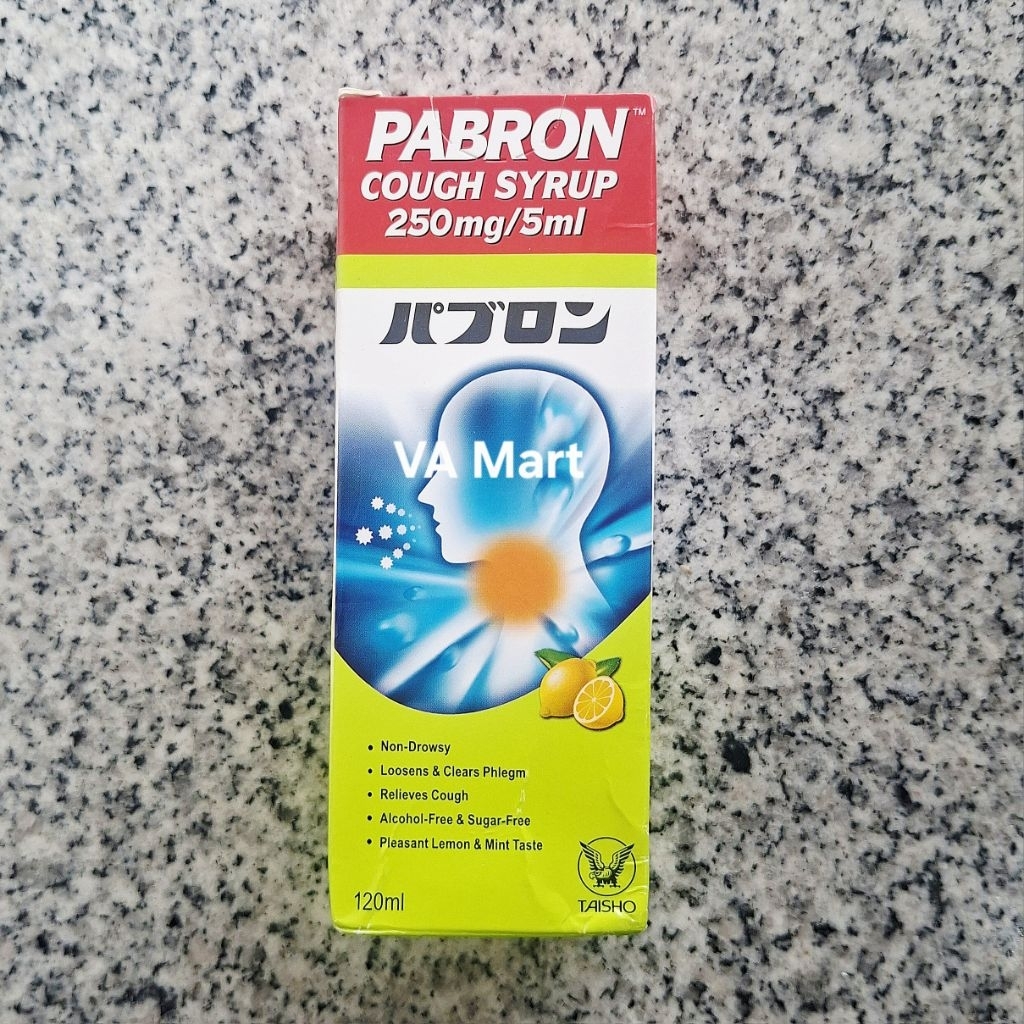 PABRON™
COUGH SYRUP
250mg/5ml
パブロン
VA Mart
• Non-Drowsy
• Loosens & Clears Phlegm
• Relieves Cough
• Alcohol-Free & Sugar-Free
• Pleasant Lemon & Mint Taste
120ml
TAISHO